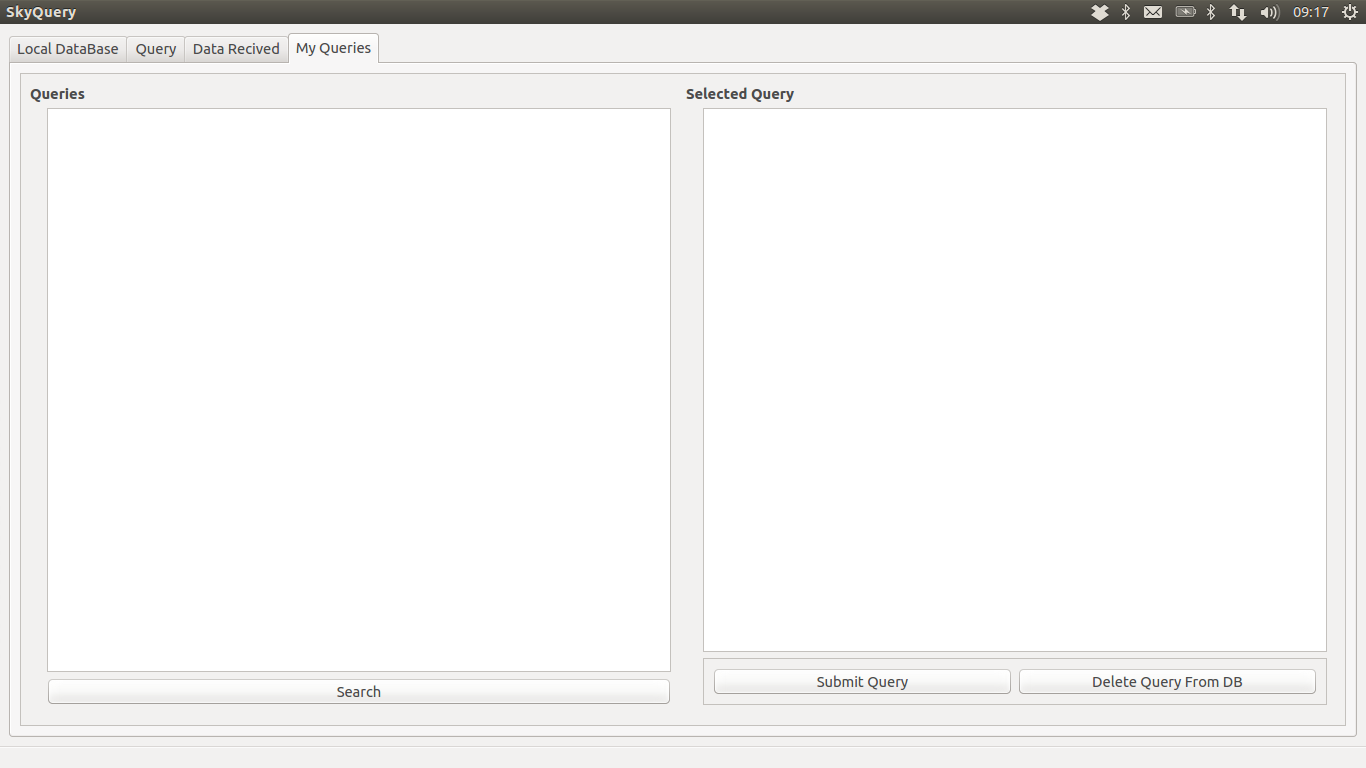 SkyQuery 09:17
Local DataBase Query Data Recived My Queries
Queries Selected Query
Submit Query Delete Query From DB
Search